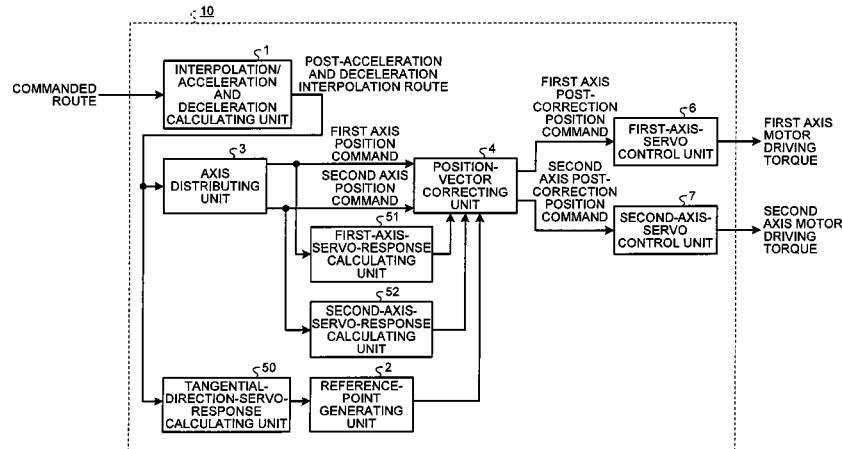 10
1
INTERPOLATION/
ACCELERATION
AND
DECELERATION
CALCULATING UNIT
POST-ACCELERATION
AND DECELERATION
INTERPOLATION ROUTE
COMMANDED
ROUTE
3
AXIS
DISTRIBUTING
UNIT
FIRST AXIS
POSITION
COMMAND
SECOND AXIS
POSITION
COMMAND
4
POSITION-
VECTOR
CORRECTING
UNIT
FIRST AXIS
POST-
CORRECTION
POSITION
COMMAND
SECOND
AXIS POST-
CORRECTION
POSITION
COMMAND
6
FIRST-AXIS-
SERVO
CONTROL UNIT
FIRST AXIS
MOTOR
DRIVING
TORQUE
7
SECOND-AXIS-
SERVO
CONTROL UNIT
SECOND
AXIS MOTOR
DRIVING
TORQUE
51
FIRST-AXIS-
SERVO-RESPONSE
CALCULATING
UNIT
52
SECOND-AXIS-
SERVO-RESPONSE
CALCULATING
UNIT
50
TANGENTIAL-
DIRECTION-SERVO-
RESPONSE
CALCULATING UNIT
2
REFERENCE-
POINT
GENERATING
UNIT